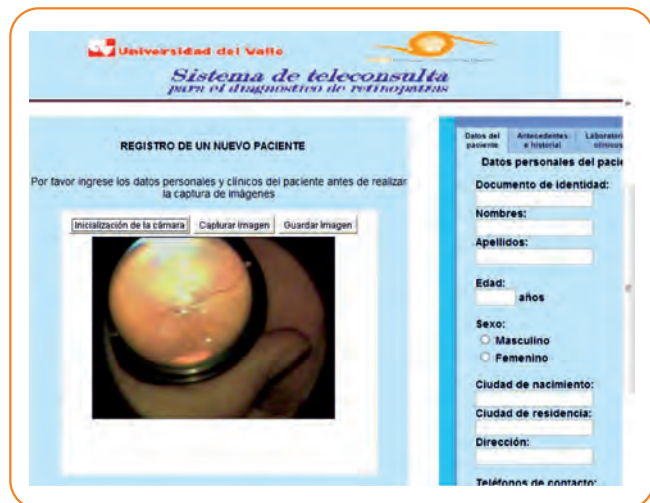 Universidad del Valle
Sistema de teleconsulta
para el diagnóstico de retinopatías
REGISTRO DE UN NUEVO PACIENTE
Por favor ingrese los datos personales y clínicos del paciente antes de realizar
la captura de imágenes
Inicialización de la cámara
Capturar Imagen
Guardar Imagen
Datos del
paciente
Antecedentes
e historial
Laborator
clínicos
Datos personales del pacie
Documento de identidad:
Nombres:
Apellidos:
Edad:
años
Sexo:
Masculino
Femenino
Ciudad de nacimiento:
Ciudad de residencia:
Dirección:
Teléfonos de contacto: